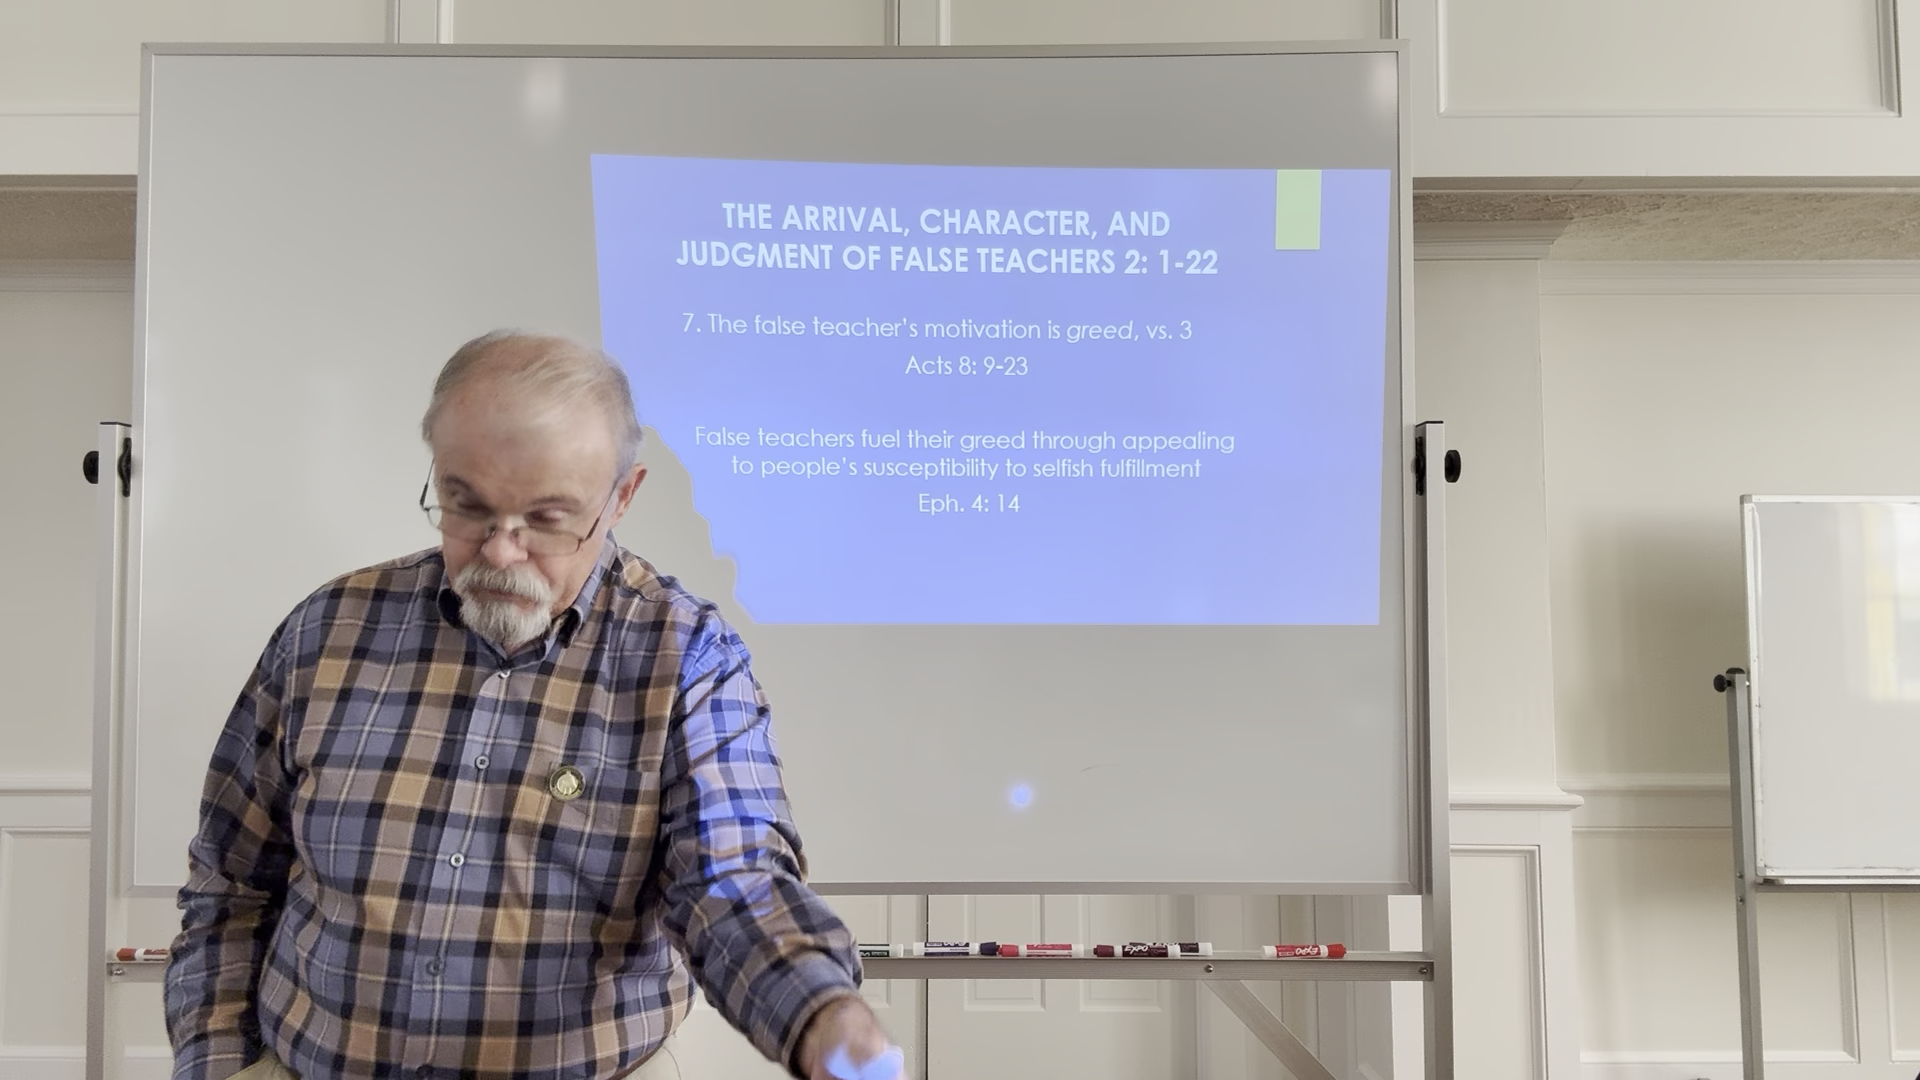 THE ARRIVAL, CHARACTER, AND
JUDGMENT OF FALSE TEACHERS 2: 1-22
7. The false teacher's motivation is greed, vs. 3
Acts 8: 9-23
False teachers fuel their greed through appealing
to people's susceptibility to selfish fulfillment
Eph. 4: 14
EXPO
EXPO